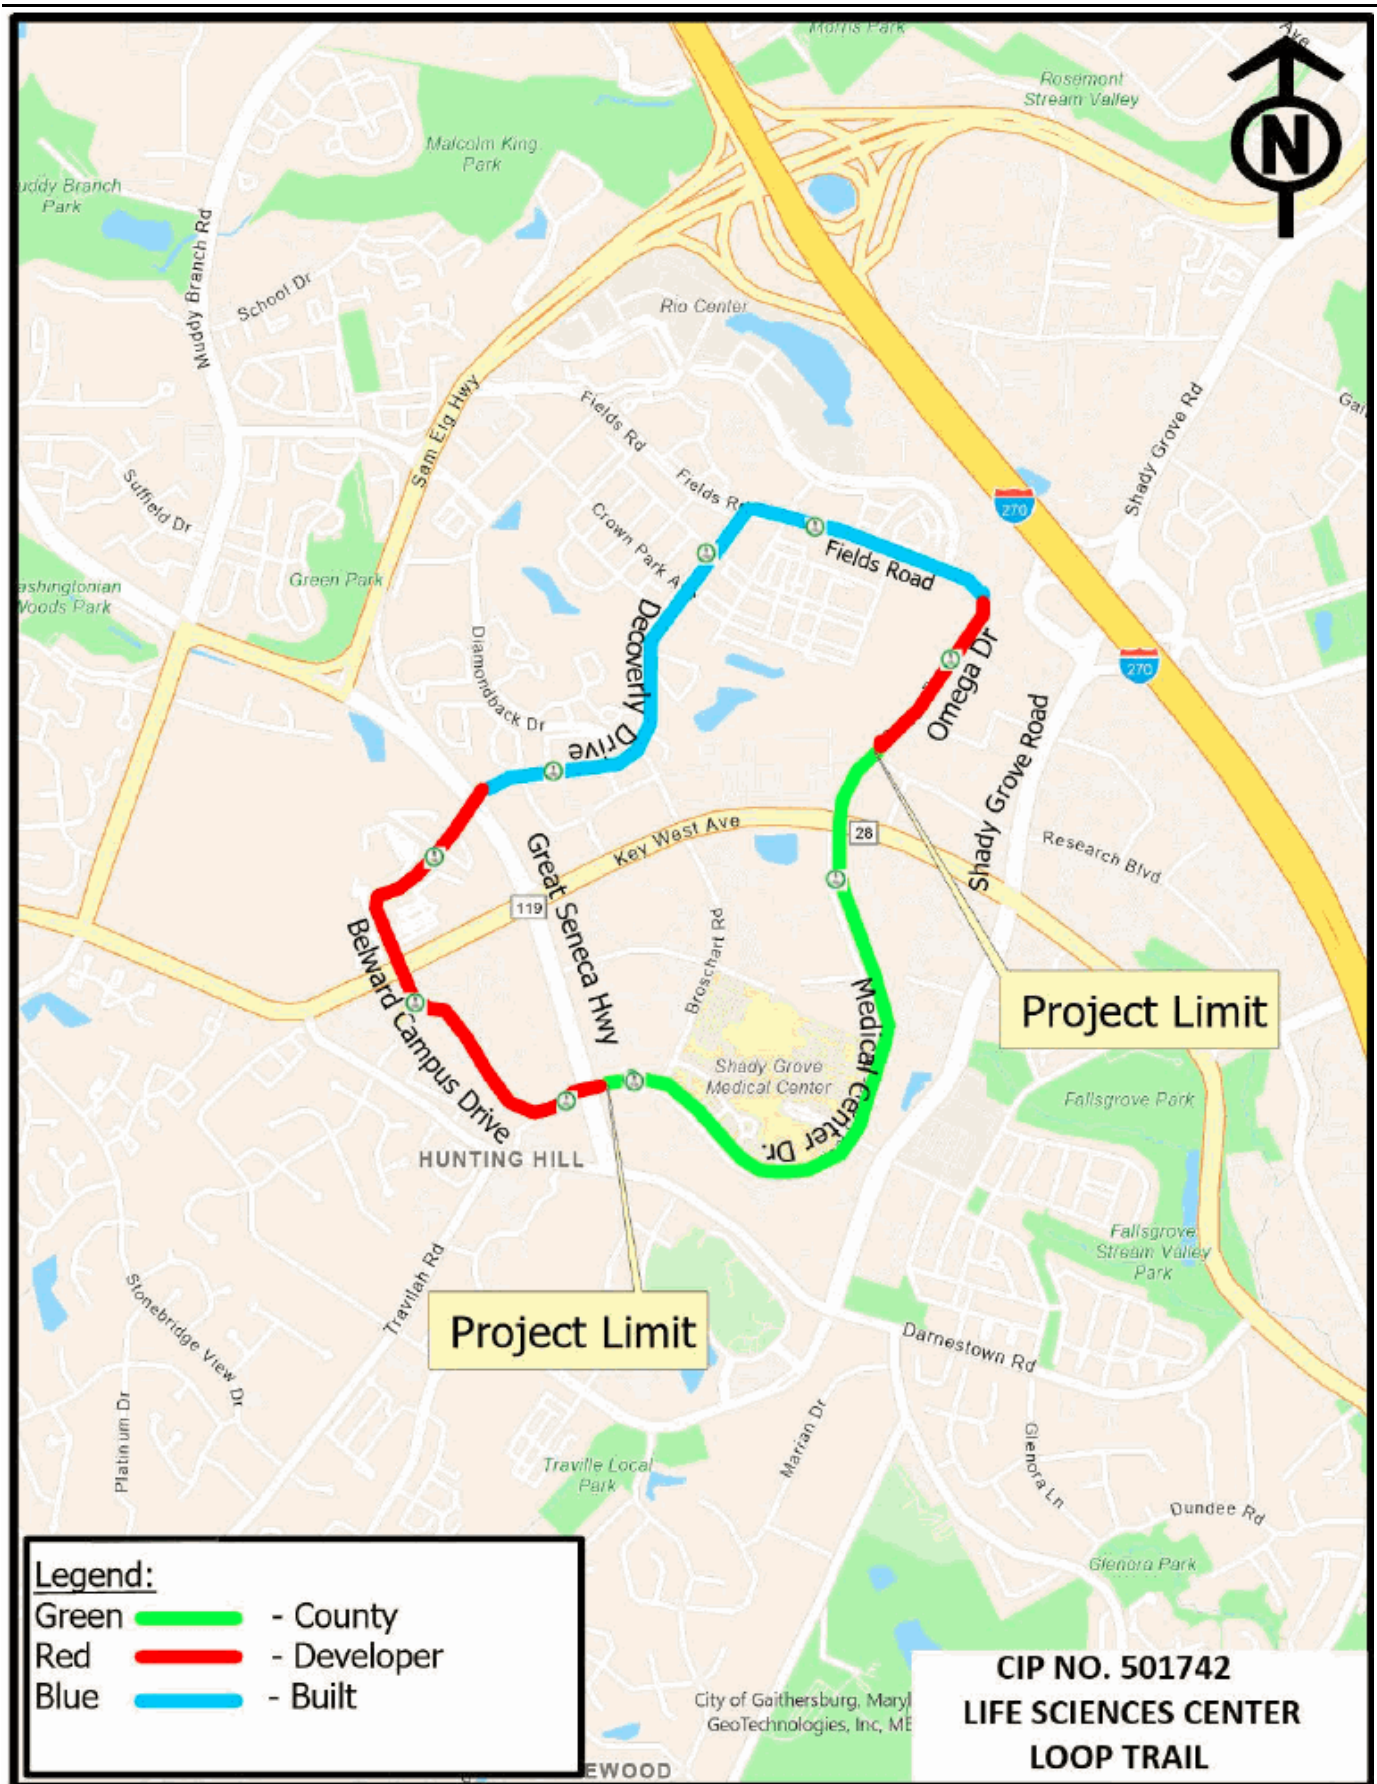 Morris Park
Ave
Rosemont
Stream Valley
N
Malcolm King
Park
uddy Branch
Park
Muddy Branch Rd
School Dr
Rio Center
Shady Grove Rd
Gai
Sam Eig Hwy
Fields Rd
Fields R
Suffield Dr
Crown Park A
270
Fields Road
Green Park
ashingtonian
Woods Park
Decoverly Drive
Diamondback Dr
Omega Dr
270
Shady Grove Road
Key West Ave
28
Research Blvd
Great Seneca Hwy
119
Belward Campus Drive
Broschart Rd
Medical Center Dr.
Project Limit
Shady Grove
Medical Center
Fallsgrove Park
HUNTING HILL
Fallsgrove
Stream Valley
Park
Travilah Rd
Stonebridge View Dr
Project Limit
Darnestown Rd
Platinum Dr
Marian Dr
Glenora Ln
Traville Local
Park
Dundee Rd
Glenora Park
Legend:
Green - County
Red - Developer
Blue - Built
City of Gaithersburg, Maryl
GeoTechnologies, Inc, ME
CIP NO. 501742
LIFE SCIENCES CENTER
LOOP TRAIL
EWOOD